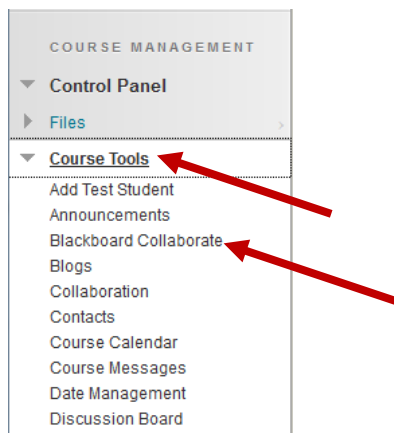 COURSE MANAGEMENT
Control Panel
Files
Course Tools
Add Test Student
Announcements
Blackboard Collaborate
Blogs
Collaboration
Contacts
Course Calendar
Course Messages
Date Management
Discussion Board